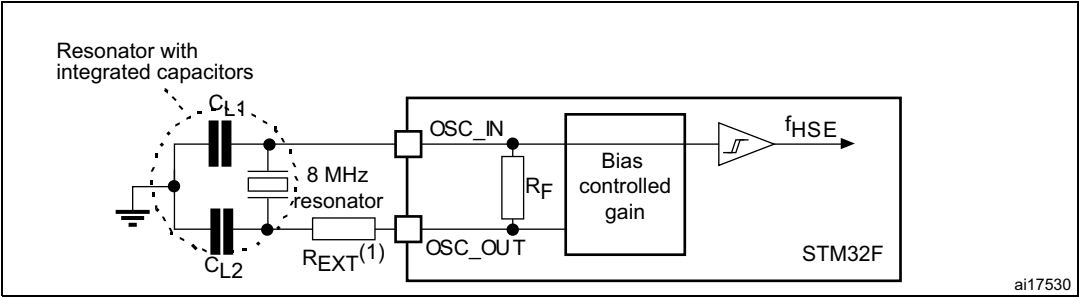 Resonator with
integrated capacitors
CL1
OSC_IN
fHSE
8 MHz
resonator
RF
Bias
controlled
gain
REXT(1)
OSC_OUT
STM32F
CL2
ai17530